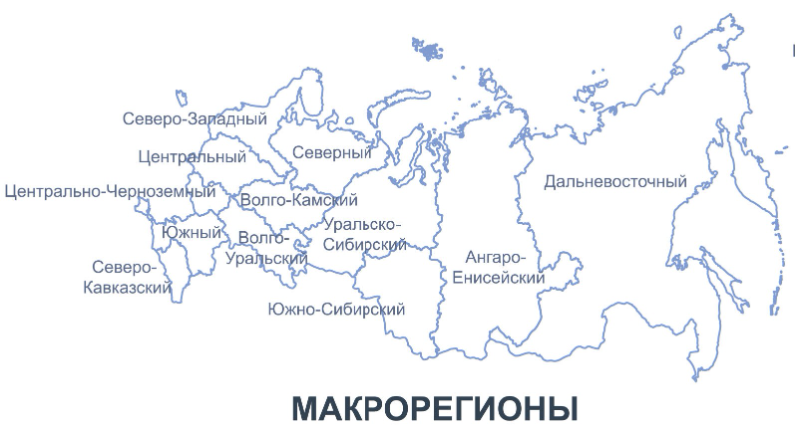 Северо-Западный
Центральный
Северный
Дальневосточный
Центрально-Черноземный
Волго-Камский
Южный
Волго-
Уральский
Уральско-
Сибирский
Ангаро-
Енисейский
Северо-
Кавказский
Южно-Сибирский
МАКРОРЕГИОНЫ